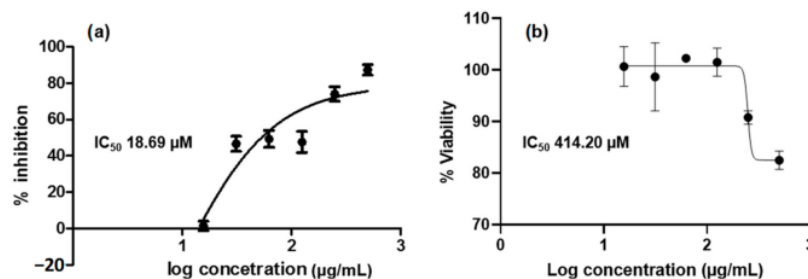 (a)
% inhibition
100
80
60
40
20
0
−20
IC₅₀ 18.69 µM
1
2
3
log concetration (µg/mL)
(b)
% Viability
110
100
90
80
70
IC₅₀ 414.20 µM
0
1
2
3
Log concentration (µg/mL)